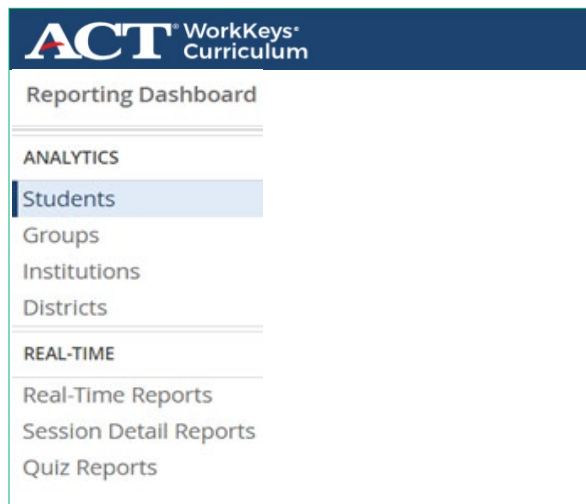 ACT® WorkKeys®
Curriculum
Reporting Dashboard
ANALYTICS
Students
Groups
Institutions
Districts
REAL-TIME
Real-Time Reports
Session Detail Reports
Quiz Reports